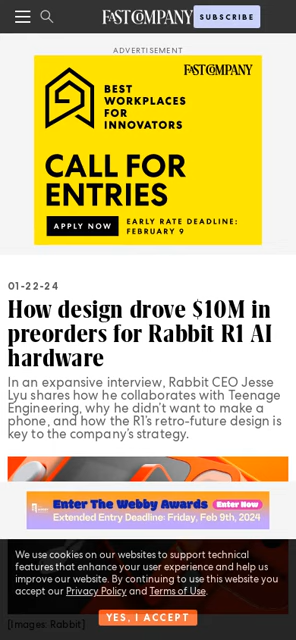 FAST COMPANY
SUBSCRIBE
ADVERTISEMENT
FAST COMPANY
BEST
WORKPLACES
FOR
INNOVATORS
CALL FOR
ENTRIES
APPLY NOW
EARLY RATE DEADLINE:
FEBRUARY 9
01-22-24
How design drove $10M in
preorders for Rabbit R1 AI
hardware
In an expansive interview, Rabbit CEO Jesse
Lyu shares how he collaborates with Teenage
Engineering, why he didn't want to make a
phone, and how the R1's retro-future design is
key to the company's strategy.
Enter The Webby Awards
Enter Now
Extended Entry Deadline: Friday, Feb 9th, 2024
We use cookies on our websites to support technical
features that enhance your user experience and help us
improve our website. By continuing to use this website you
accept our Privacy Policy and Terms of Use.
YES, I ACCEPT
[Images: Rabbit]